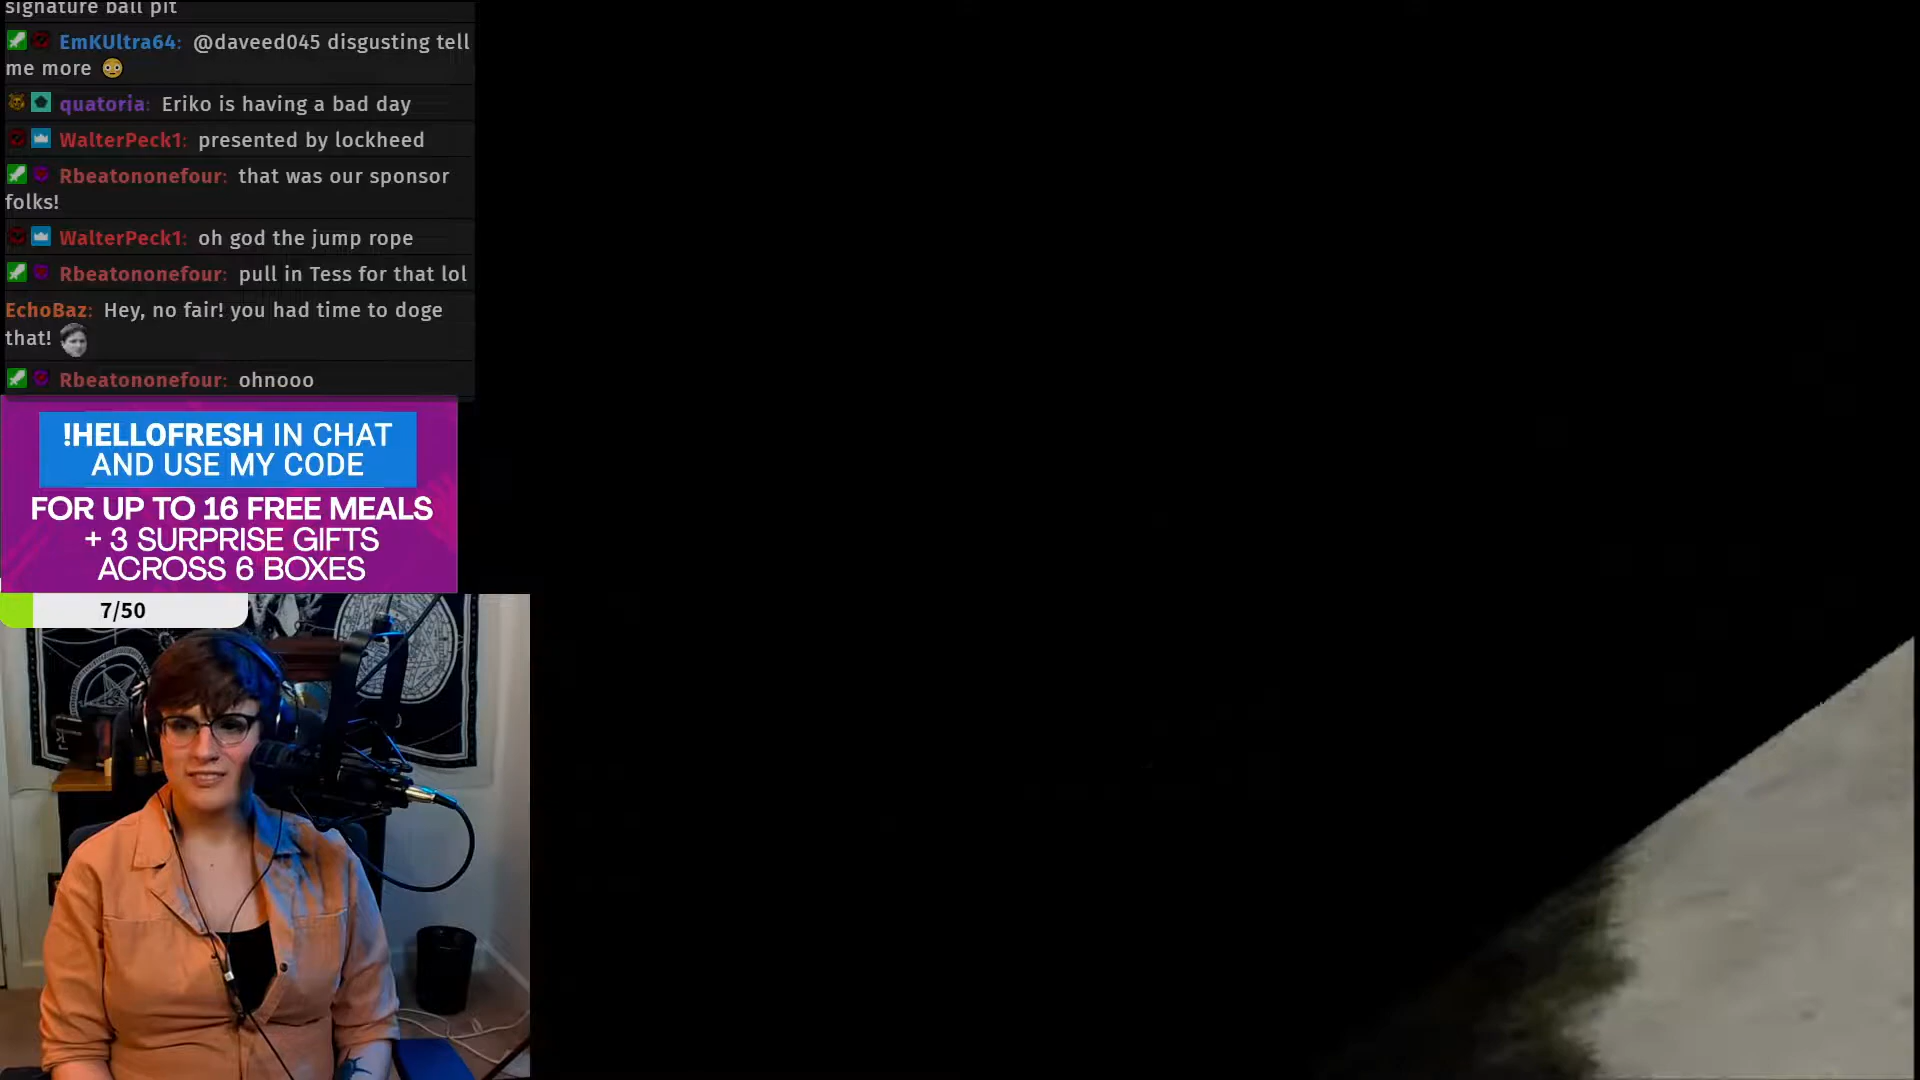 signature ball pit
EmKUltra64: @daveed045 disgusting tell
me more 😳
quatoria: Eriko is having a bad day
WalterPeck1: presented by lockheed
Rbeatononefour: that was our sponsor
folks!
WalterPeck1: oh god the jump rope
Rbeatononefour: pull in Tess for that lol
EchoBaz: Hey, no fair! you had time to doge
that!
Rbeatononefour: ohnooo
!HELLOFRESH IN CHAT
AND USE MY CODE
FOR UP TO 16 FREE MEALS
+ 3 SURPRISE GIFTS
ACROSS 6 BOXES
7/50